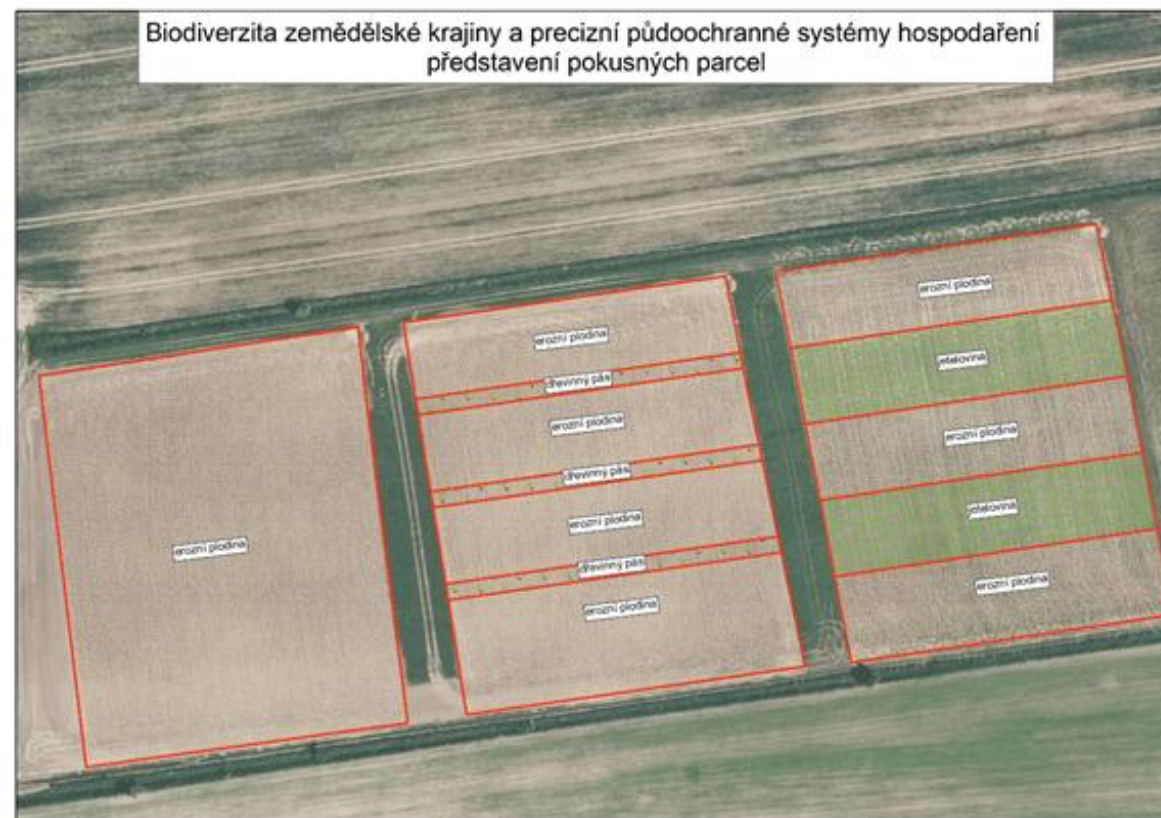 Biodiverzita zemědělské krajiny a precizní půdoochranné systémy hospodaření
představení pokusných parcel
erozní plodina
erozní plodina
dřevinný pás
erozní plodina
dřevinný pás
erozní plodina
dřevinný pás
erozní plodina
erozní plodina
jetelovina
erozní plodina
jetelovina
erozní plodina